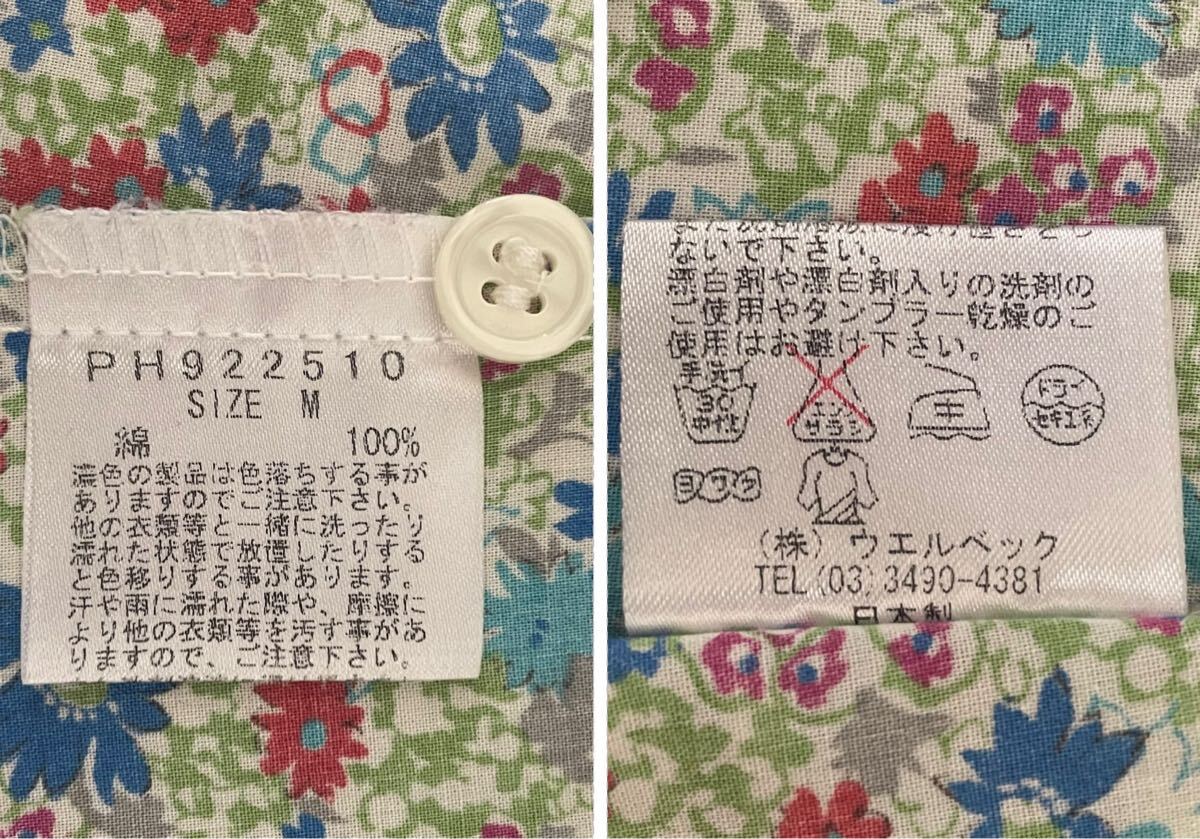 PH922510
SIZE M
綿 100%
濃色の製品は色落ちする事が
ありますのでご注意下さい。
他の衣類等と一緒に洗ったり
濡れた状態で放置したりする
と色移りする事があります。
汗や雨に濡れた際や、摩擦に
より他の衣類等を汚す事があ
りますので、ご注意下さい。
ないで下さい。
漂白剤や漂白剤入りの洗剤の
ご使用やタンブラー乾燥のご
使用はお避け下さい。
手洗イ
30
中性
エンソ
サラシ
中
ドライ
セキユ系
ヨワク
(株) ウエルベック
TEL (03) 3490-4381
日本製